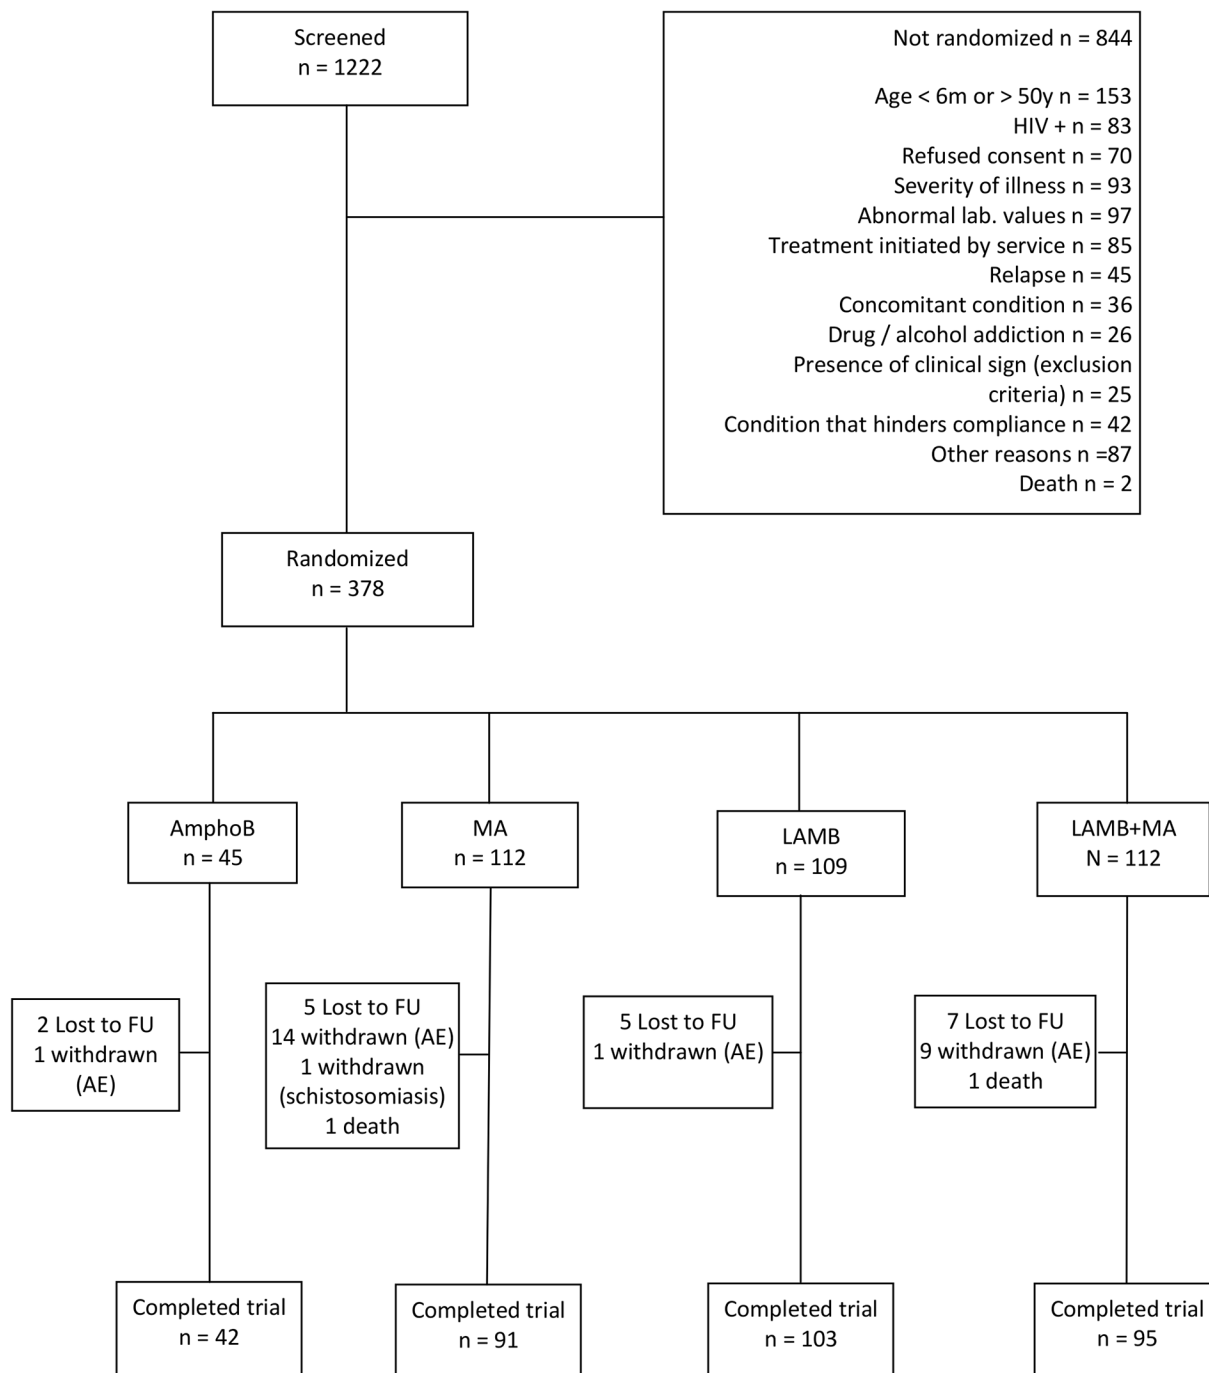 Screened
n = 1222
Not randomized n = 844
Age < 6m or > 50y n = 153
HIV + n = 83
Refused consent n = 70
Severity of illness n = 93
Abnormal lab. values n = 97
Treatment initiated by service n = 85
Relapse n = 45
Concomitant condition n = 36
Drug / alcohol addiction n = 26
Presence of clinical sign (exclusion
criteria) n = 25
Condition that hinders compliance n = 42
Other reasons n =87
Death n = 2
Randomized
n = 378
AmphoB
n = 45
MA
n = 112
LAMB
n = 109
LAMB+MA
N = 112
2 Lost to FU
1 withdrawn
(AE)
5 Lost to FU
14 withdrawn (AE)
1 withdrawn
(schistosomiasis)
1 death
5 Lost to FU
1 withdrawn (AE)
7 Lost to FU
9 withdrawn (AE)
1 death
Completed trial
n = 42
Completed trial
n = 91
Completed trial
n = 103
Completed trial
n = 95